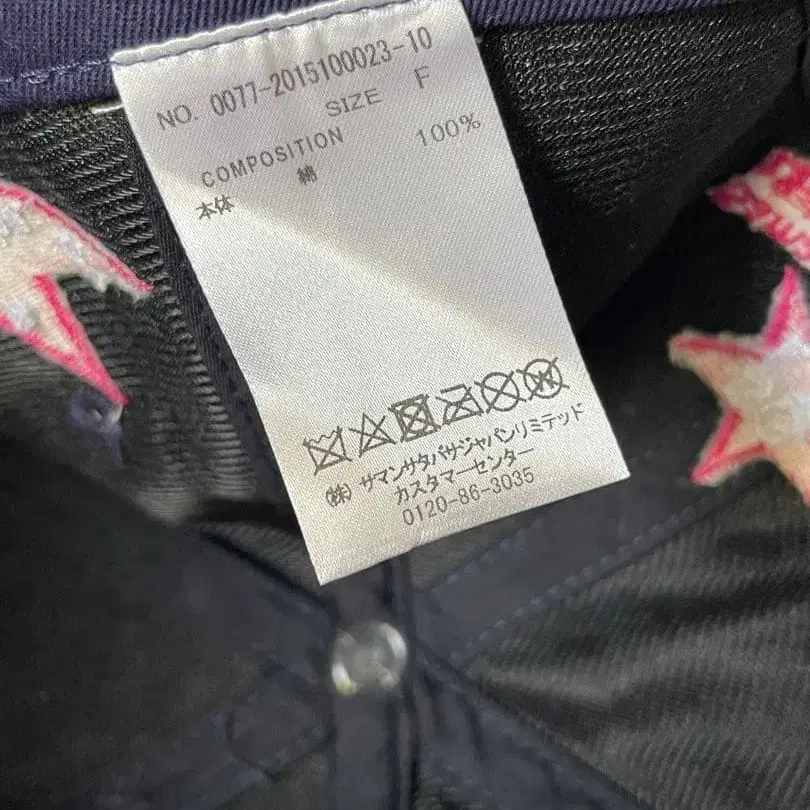 NO. 0077-2015100023-10
SIZE F
COMPOSITION
本体 綿 100%
(株) サマンサタバサジャパンリミテッド
カスタマーセンター
0120-86-3035